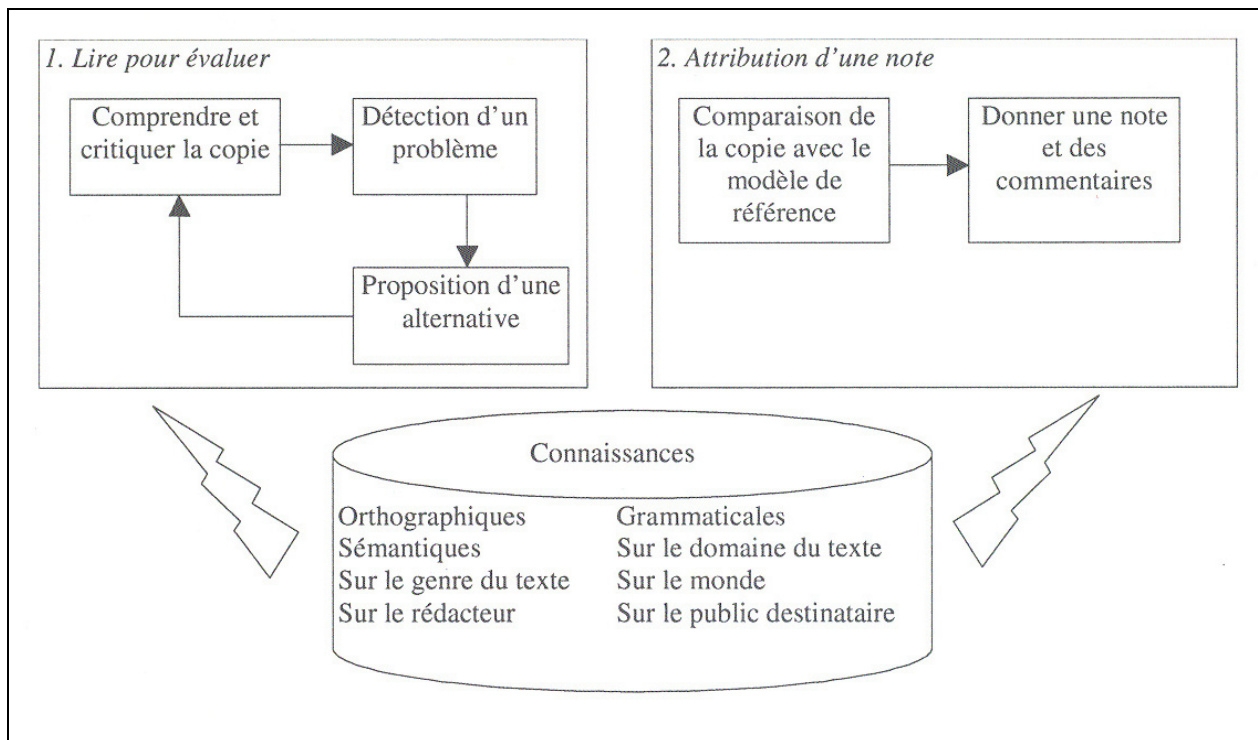 1. Lire pour évaluer
Comprendre et
critiquer la copie
Détection d'un
problème
Proposition d'une
alternative
2. Attribution d'une note
Comparaison de
la copie avec le
modèle de
référence
Donner une note
et des
commentaires
Connaissances
Orthographiques
Grammaticales
Sémantiques
Sur le domaine du texte
Sur le genre du texte
Sur le monde
Sur le rédacteur
Sur le public destinataire